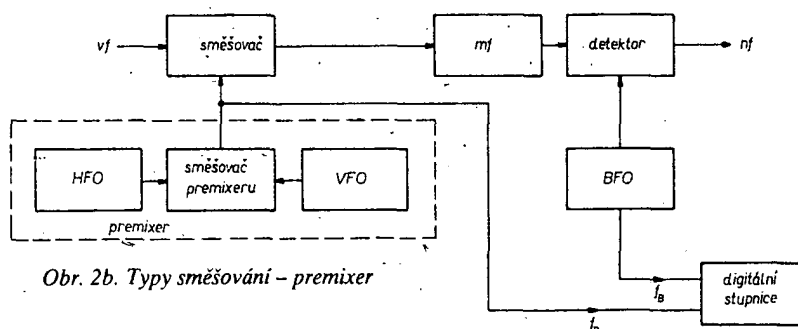 vf
směšovač
mf
detektor
nf
HFO
směšovač
premixeru
VFO
BFO
premixer
digitální
stupnice
f_B
Obr. 2b. Typy směšování – premixer